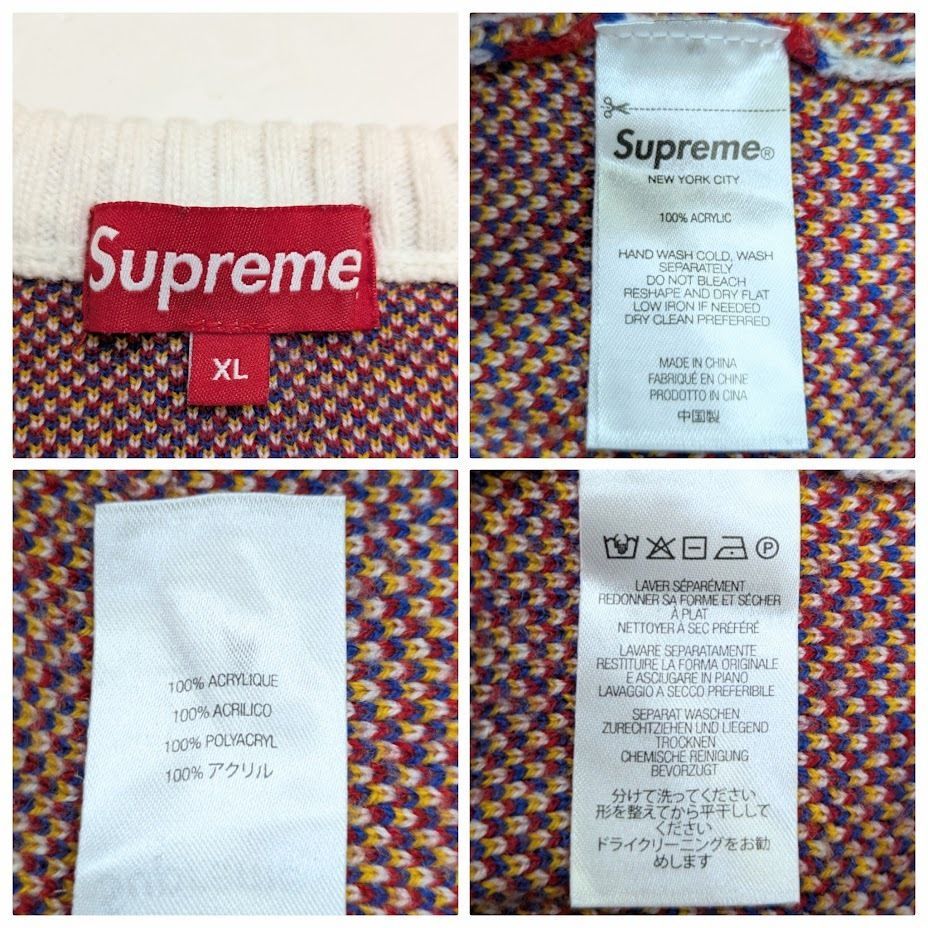 Supreme
XL
Supreme®
NEW YORK CITY
100% ACRYLIC
HAND WASH COLD, WASH
SEPARATELY
DO NOT BLEACH
RESHAPE AND DRY FLAT
LOW IRON IF NEEDED
DRY CLEAN PREFERRED
MADE IN CHINA
FABRIQUÉ EN CHINE
PRODOTTO IN CINA
中国製
100% ACRYLIQUE
100% ACRILICO
100% POLYACRYL
100% アクリル
P
LAVER SÉPARÉMENT
REDONNER SA FORME ET SÉCHER
À PLAT
NETTOYER À SEC PRÉFÉRÉ
LAVARE SEPARATAMENTE
RESTITUIRE LA FORMA ORIGINALE
E ASCIUGARE IN PIANO
LAVAGGIO A SECCO PREFERIBILE
SEPARAT WASCHEN
ZURECHTZIEHEN UND LIEGEND
TROCKNEN
CHEMISCHE REINIGUNG
BEVORZUGT
分けて洗ってください
形を整えてから平干しして
ください
ドライクリーニングをお勧
めします